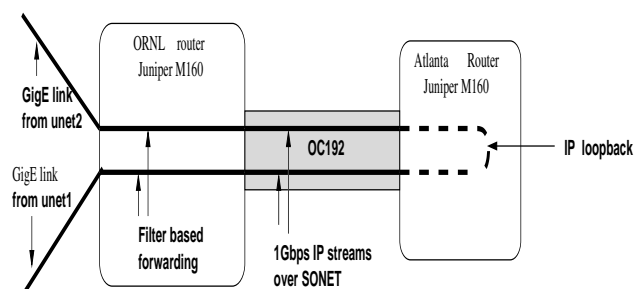 ORNL router
Juniper M160
Atlanta Router
Juniper M160
GigE link
from unet2
OC192
IP loopback
GigE link
from unet1
Filter based
forwarding
1Gbps IP streams
over SONET